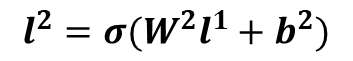 l² = σ(W²l¹ + b²)